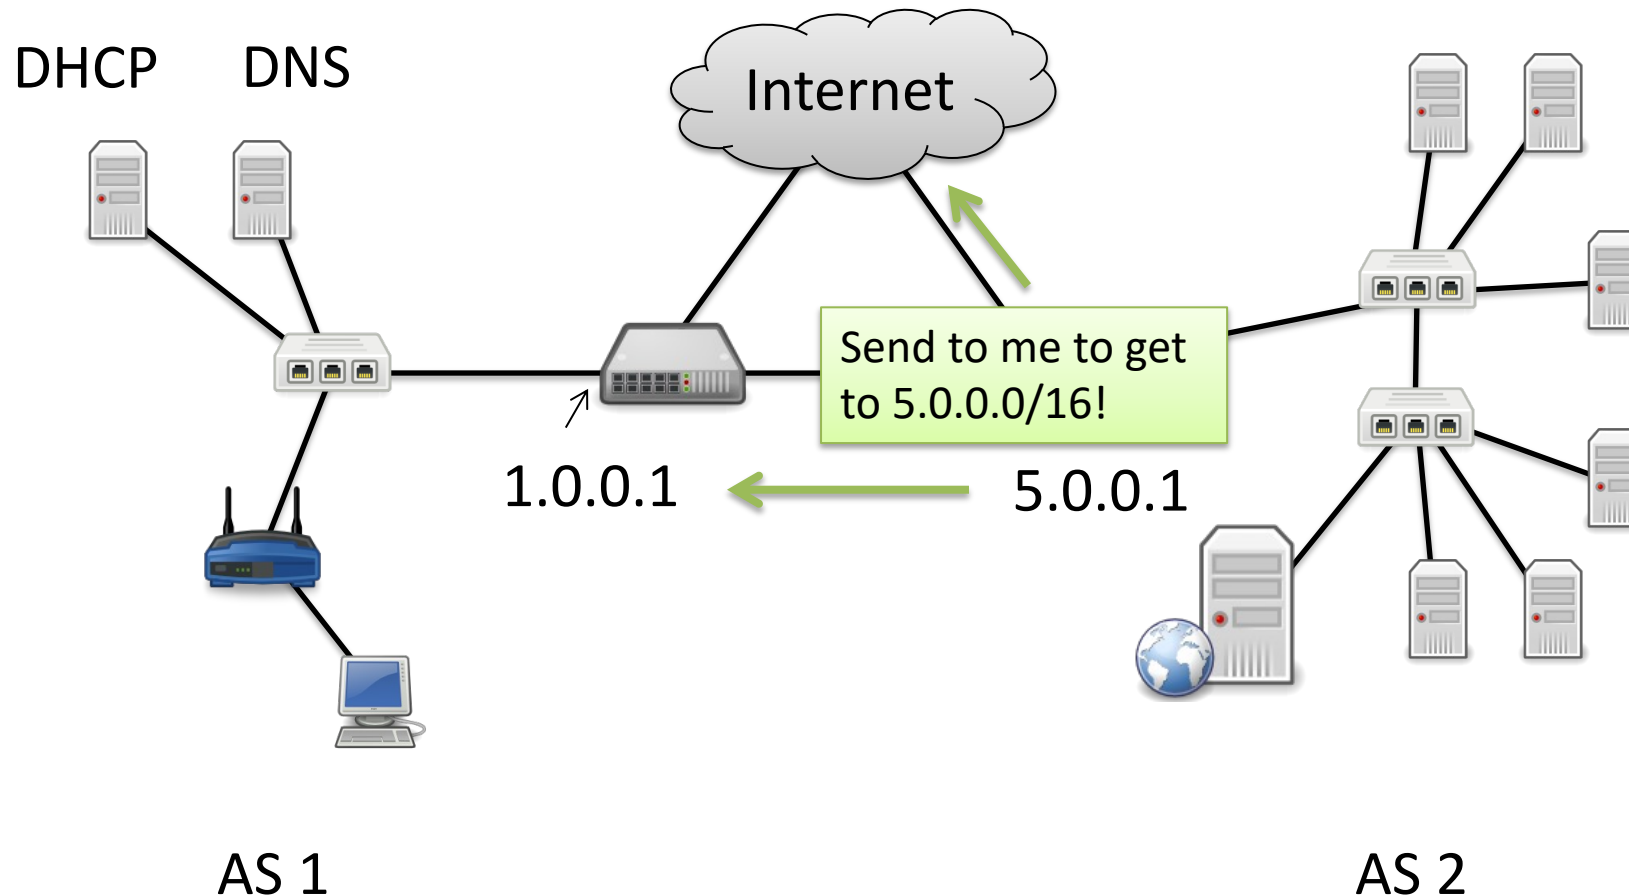 DHCP
DNS
Internet
Send to me to get
to 5.0.0.0/16!
1.0.0.1
5.0.0.1
AS 1
AS 2